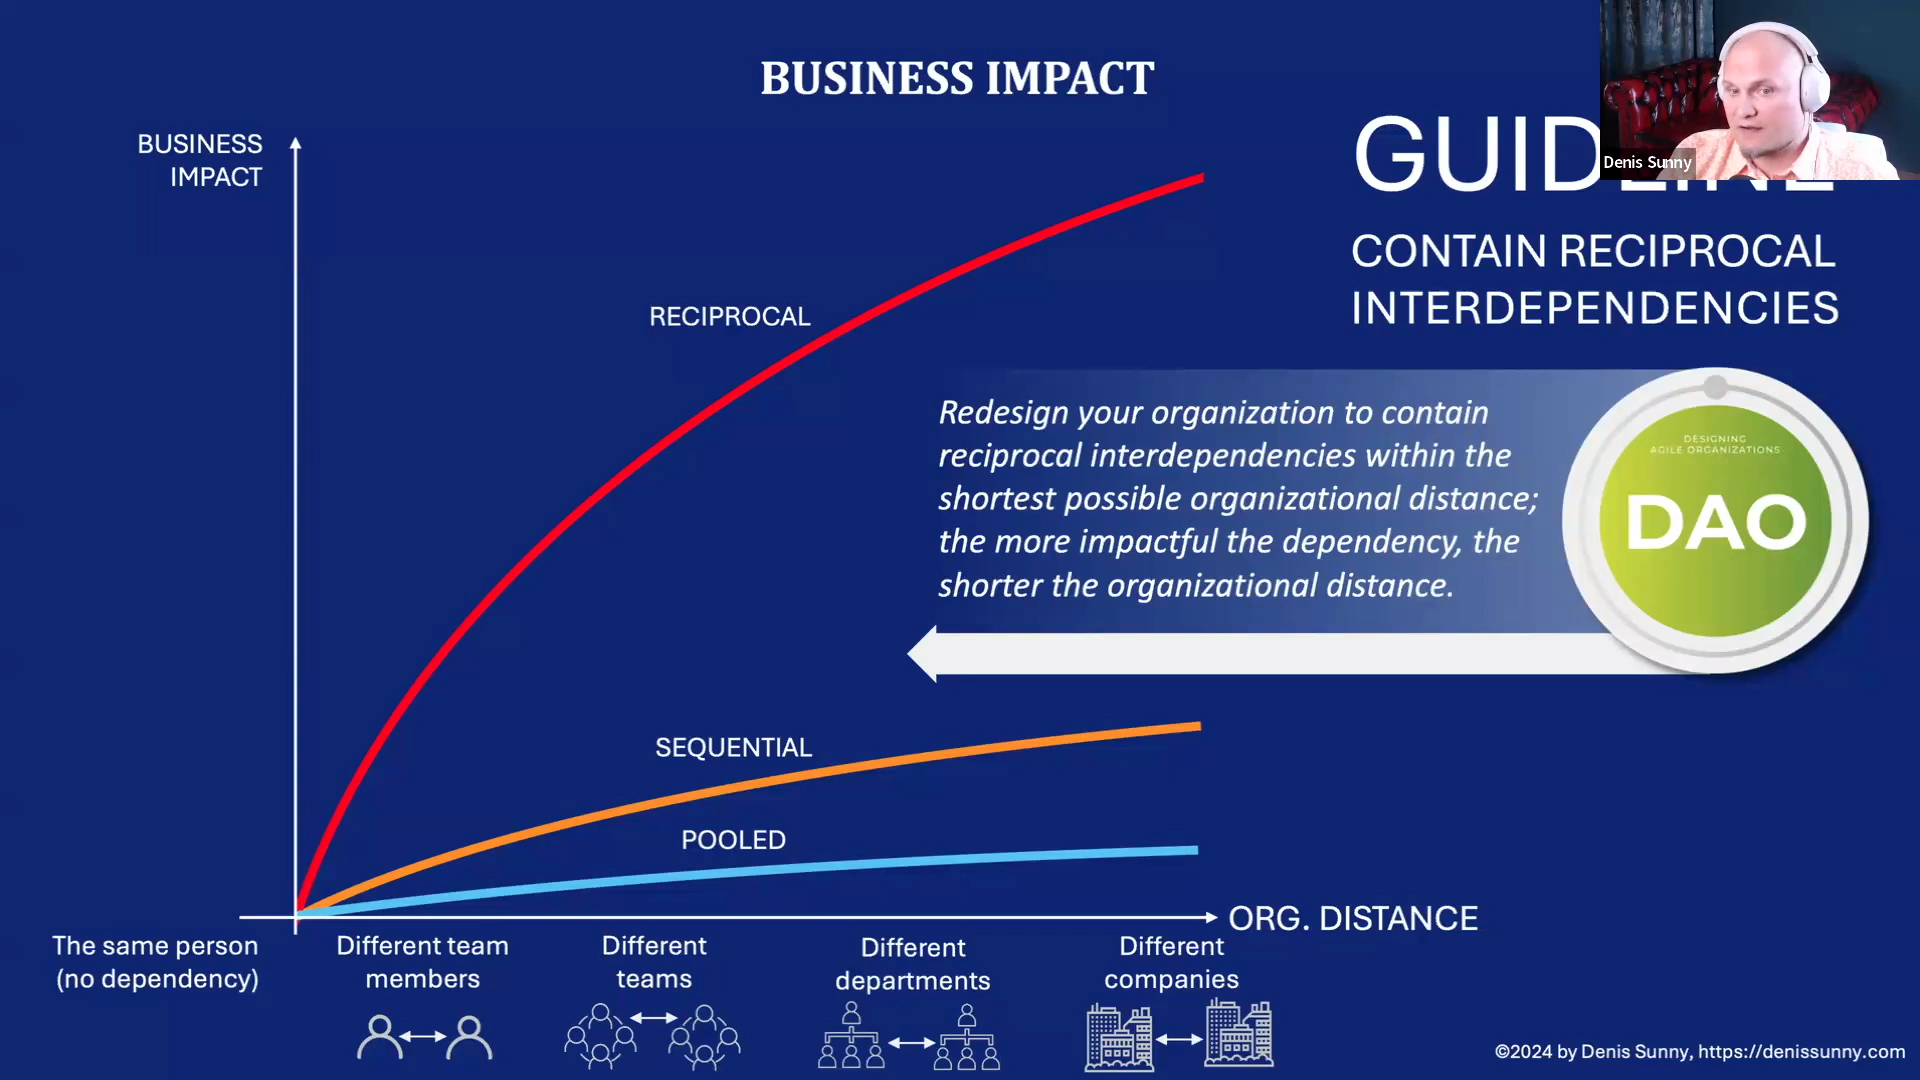 BUSINESS IMPACT
BUSINESS
IMPACT
GUIDELINE
Denis Sunny
CONTAIN RECIPROCAL
INTERDEPENDENCIES
RECIPROCAL
Redesign your organization to contain
reciprocal interdependencies within the
shortest possible organizational distance;
the more impactful the dependency, the
shorter the organizational distance.
DESIGNING
AGILE ORGANIZATIONS
DAO
SEQUENTIAL
POOLED
ORG. DISTANCE
The same person
(no dependency)
Different team
members
Different
teams
Different
departments
Different
companies
©2024 by Denis Sunny, https://denissunny.com